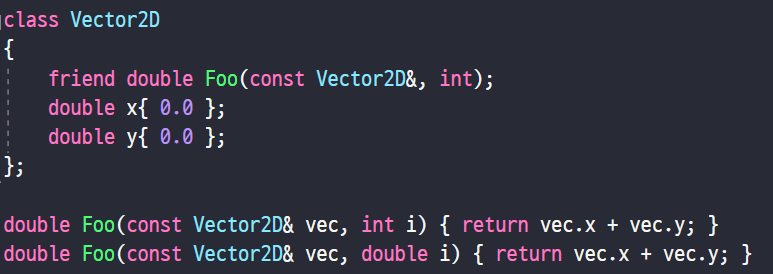 class Vector2D
{
    friend double Foo(const Vector2D&, int);
    double x{ 0.0 };
    double y{ 0.0 };
};

double Foo(const Vector2D& vec, int i) { return vec.x + vec.y; }
double Foo(const Vector2D& vec, double i) { return vec.x + vec.y; }